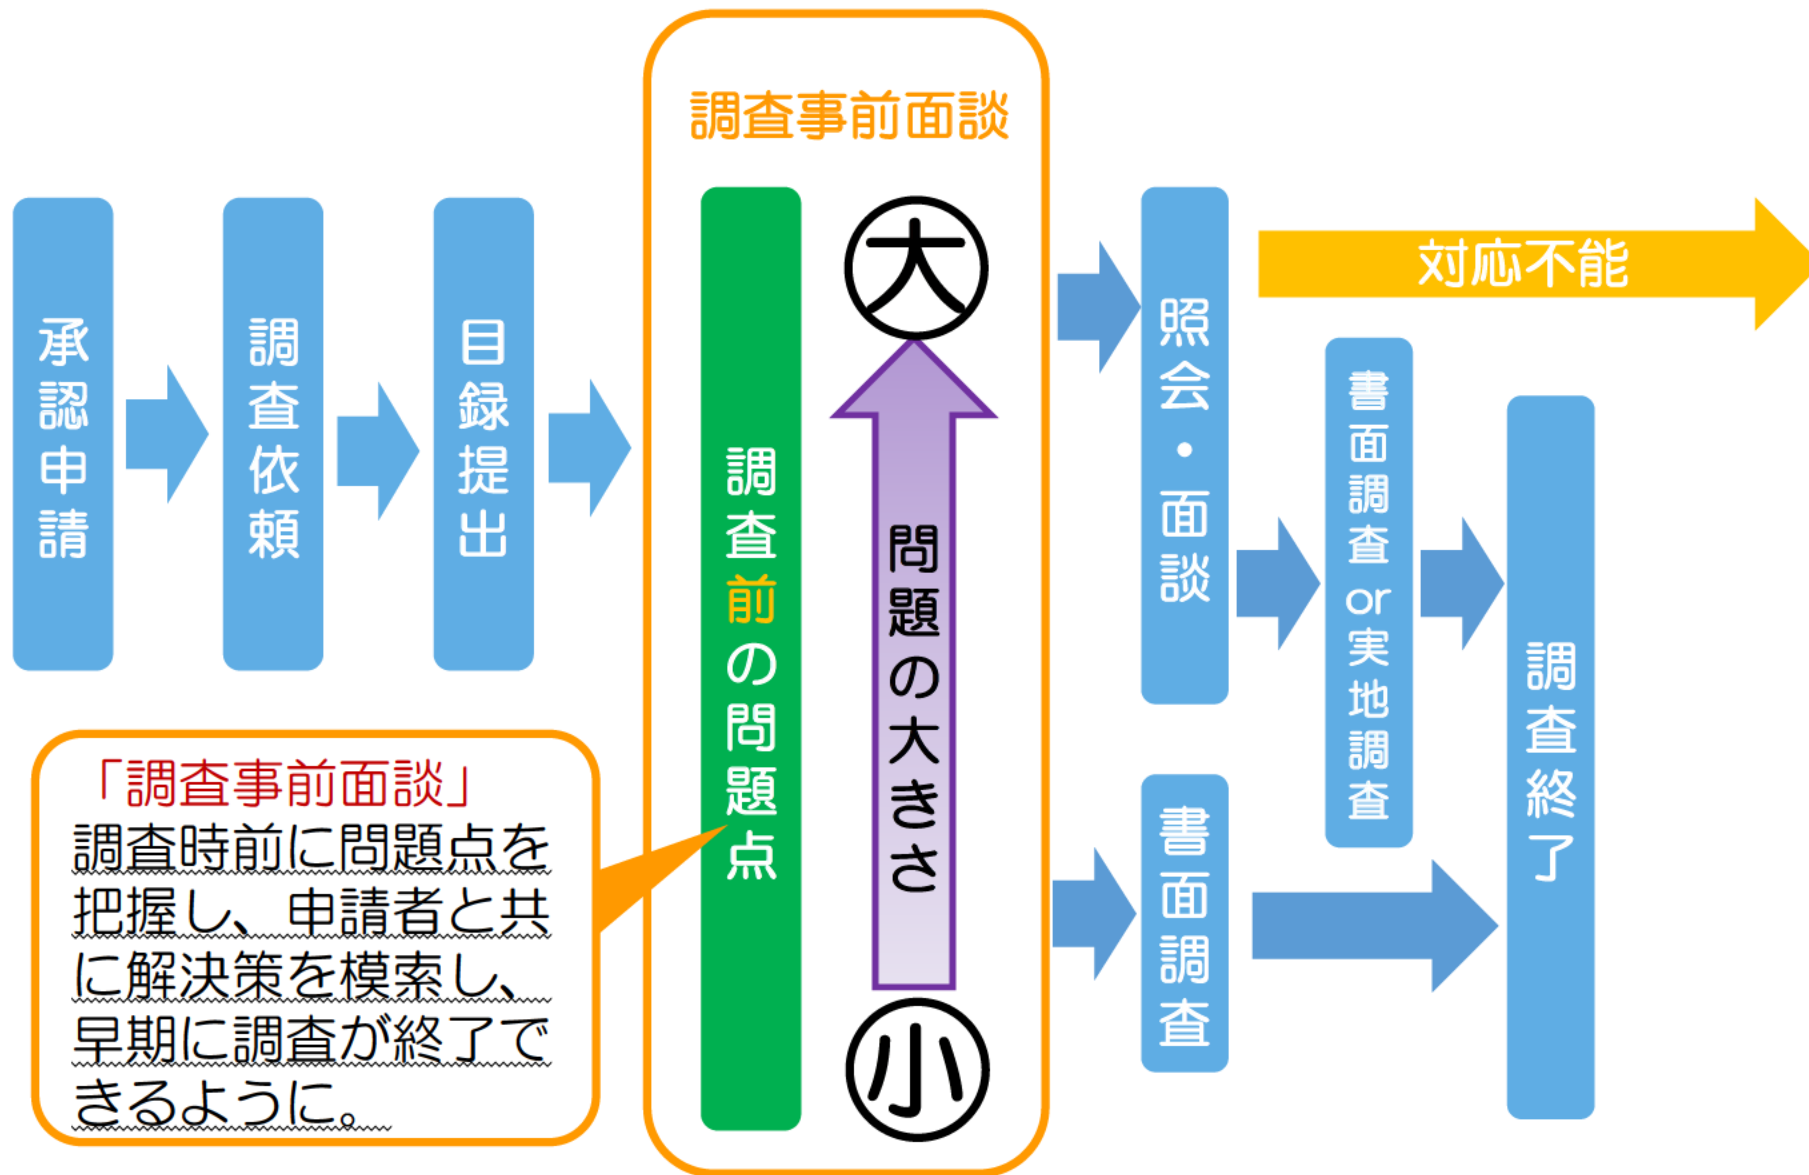 承認申請
調査依頼
目録提出
調査事前面談
調査前の問題点
大
問題の大きさ
小
照会・面談
対応不能
書面調査or実地調査
書面調査
調査終了
「調査事前面談」
調査時前に問題点を
把握し、申請者と共
に解決策を模索し、
早期に調査が終了で
きるように。